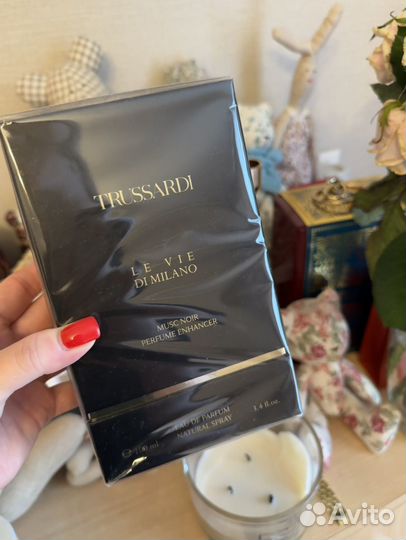 TRUSSARDI
LE VIE
DI MILANO
MUSC NOIR
PERFUME ENHANCER
℮ 100 ml
EAU DE PARFUM
NATURAL SPRAY
3.4 fl.oz.
Avito